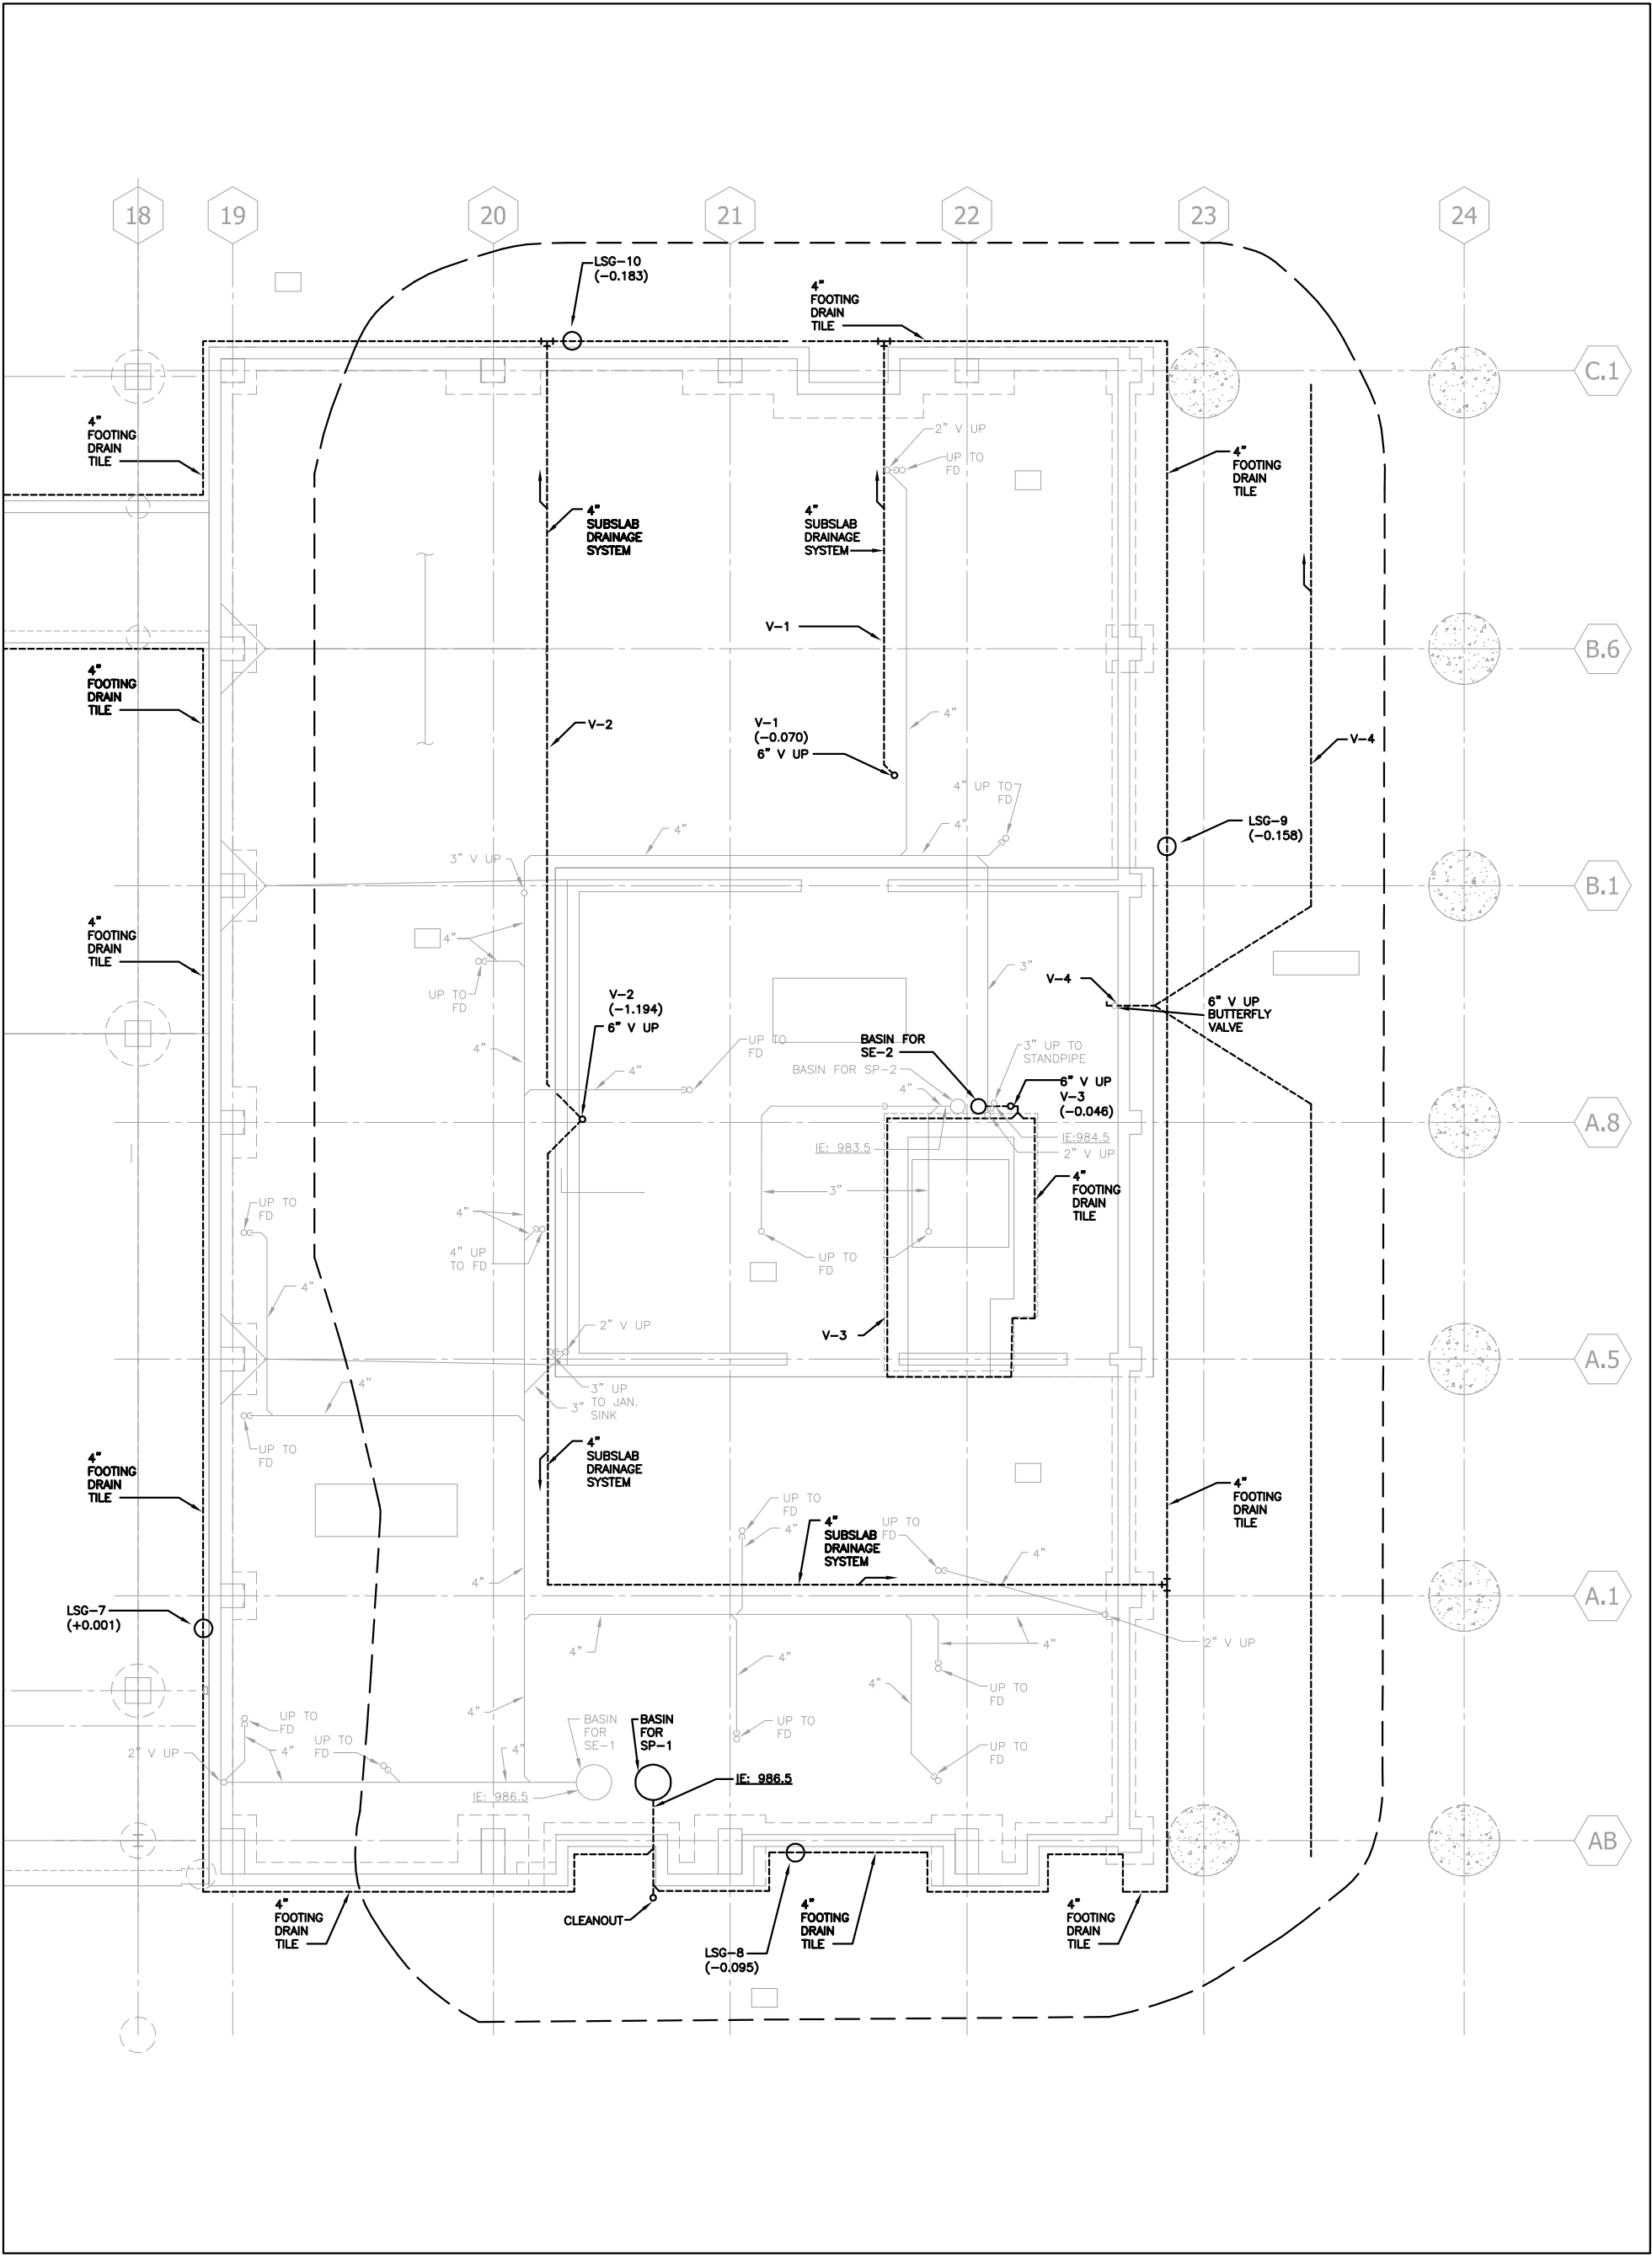 18
19
20
21
22
23
24
LSG-10
(-0.183)
4"
FOOTING
DRAIN
TILE
C.1
4"
FOOTING
DRAIN
TILE
2" V UP
UP TO
FD
4"
FOOTING
DRAIN
TILE
4"
SUBSLAB
DRAINAGE
SYSTEM
4"
SUBSLAB
DRAINAGE
SYSTEM
V-1
B.6
4"
FOOTING
DRAIN
TILE
4"
V-2
V-1
(-0.070)
6" V UP
V-4
4" UP TO
FD
LSG-9
(-0.158)
4"
4"
3" V UP
B.1
4"
FOOTING
DRAIN
TILE
4"
UP TO
FD
3"
V-4
V-2
(-1.194)
6" V UP
6" V UP
BUTTERFLY
VALVE
4"
UP TO
FD
BASIN FOR
SE-2
3" UP TO
STANDPIPE
4"
BASIN FOR SP-2
4"
6" V UP
V-3
(-0.046)
A.8
IE: 983.5
IE:984.5
2" V UP
4"
FOOTING
DRAIN
TILE
3"
UP TO
FD
4"
4" UP
TO FD
UP TO
FD
4"
V-3
2" V UP
A.5
3" UP
TO JAN.
SINK
3"
4"
UP TO
FD
4"
FOOTING
DRAIN
TILE
4"
SUBSLAB
DRAINAGE
SYSTEM
4"
FOOTING
DRAIN
TILE
UP TO
FD
4"
4"
SUBSLAB
DRAINAGE
SYSTEM
UP TO
FD
4"
4"
A.1
LSG-7
(+0.001)
4"
4"
4"
2" V UP
4"
4"
UP TO
FD
UP TO
FD
UP TO
FD
2" V UP
4"
UP TO
FD
4"
BASIN
FOR
SE-1
BASIN
FOR
SP-1
UP TO
FD
IE: 986.5
IE: 986.5
AB
4"
FOOTING
DRAIN
TILE
CLEANOUT
4"
FOOTING
DRAIN
TILE
4"
FOOTING
DRAIN
TILE
LSG-8
(-0.095)